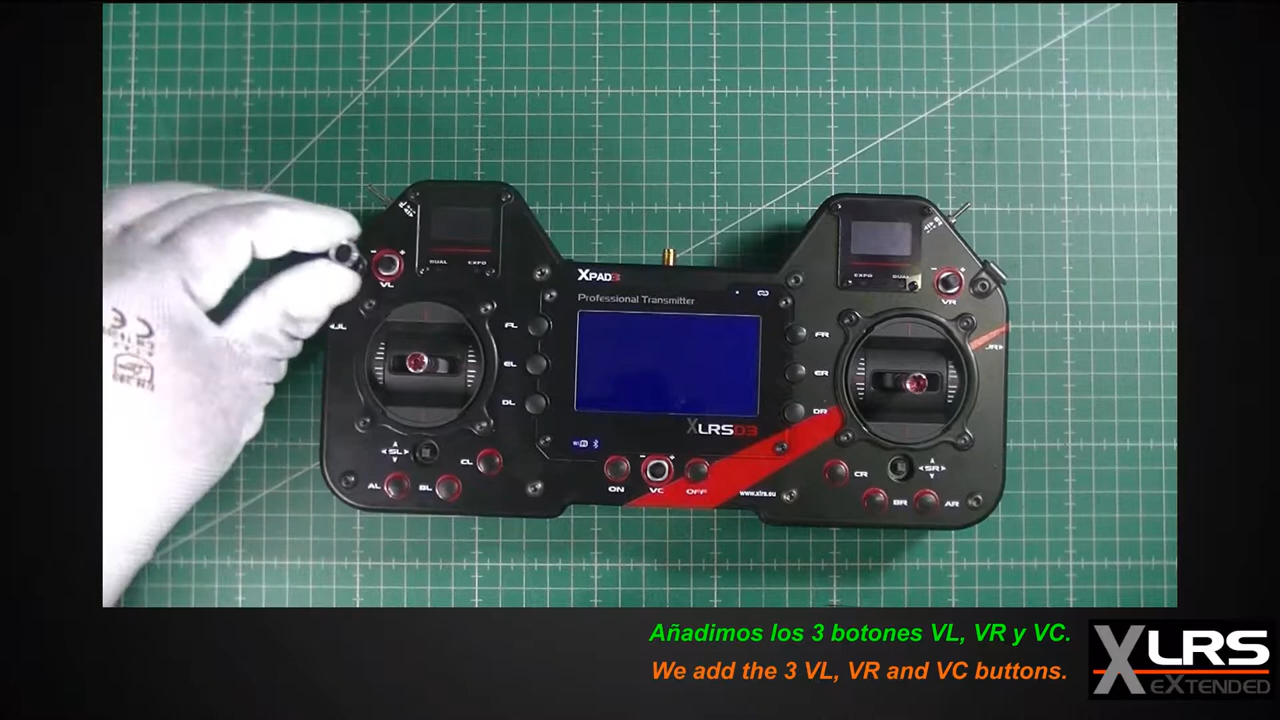 VL
DUAL EXPO
XPAD3
Professional Transmitter
EXPO DUAL
VR
FL
EL
DL
FR
ER
DR
XLRSD3
SL
CL
AL
BL
ON
VC
OFF
www.xlrs.eu
CR
SR
BR
AR
Añadimos los 3 botones VL, VR y VC.
We add the 3 VL, VR and VC buttons.
XLRS
EXTENDED